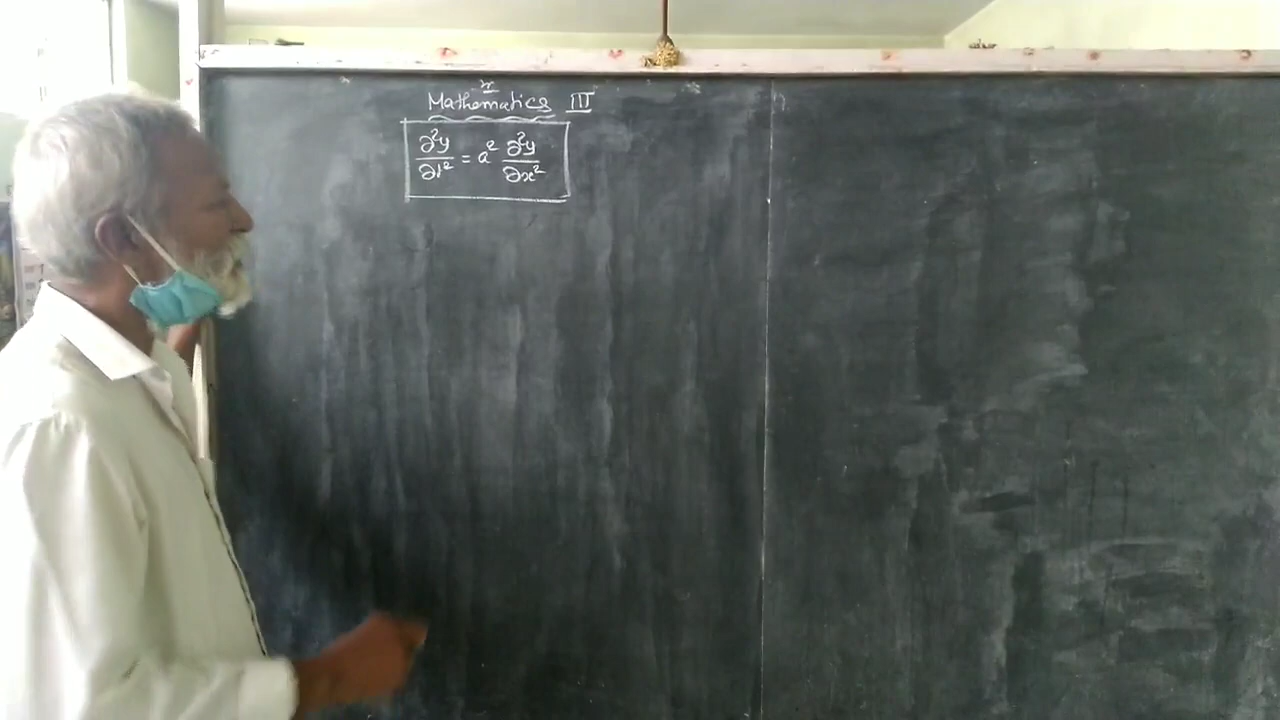 Mathematics III
∂²y/∂t² = a² ∂²y/∂x²